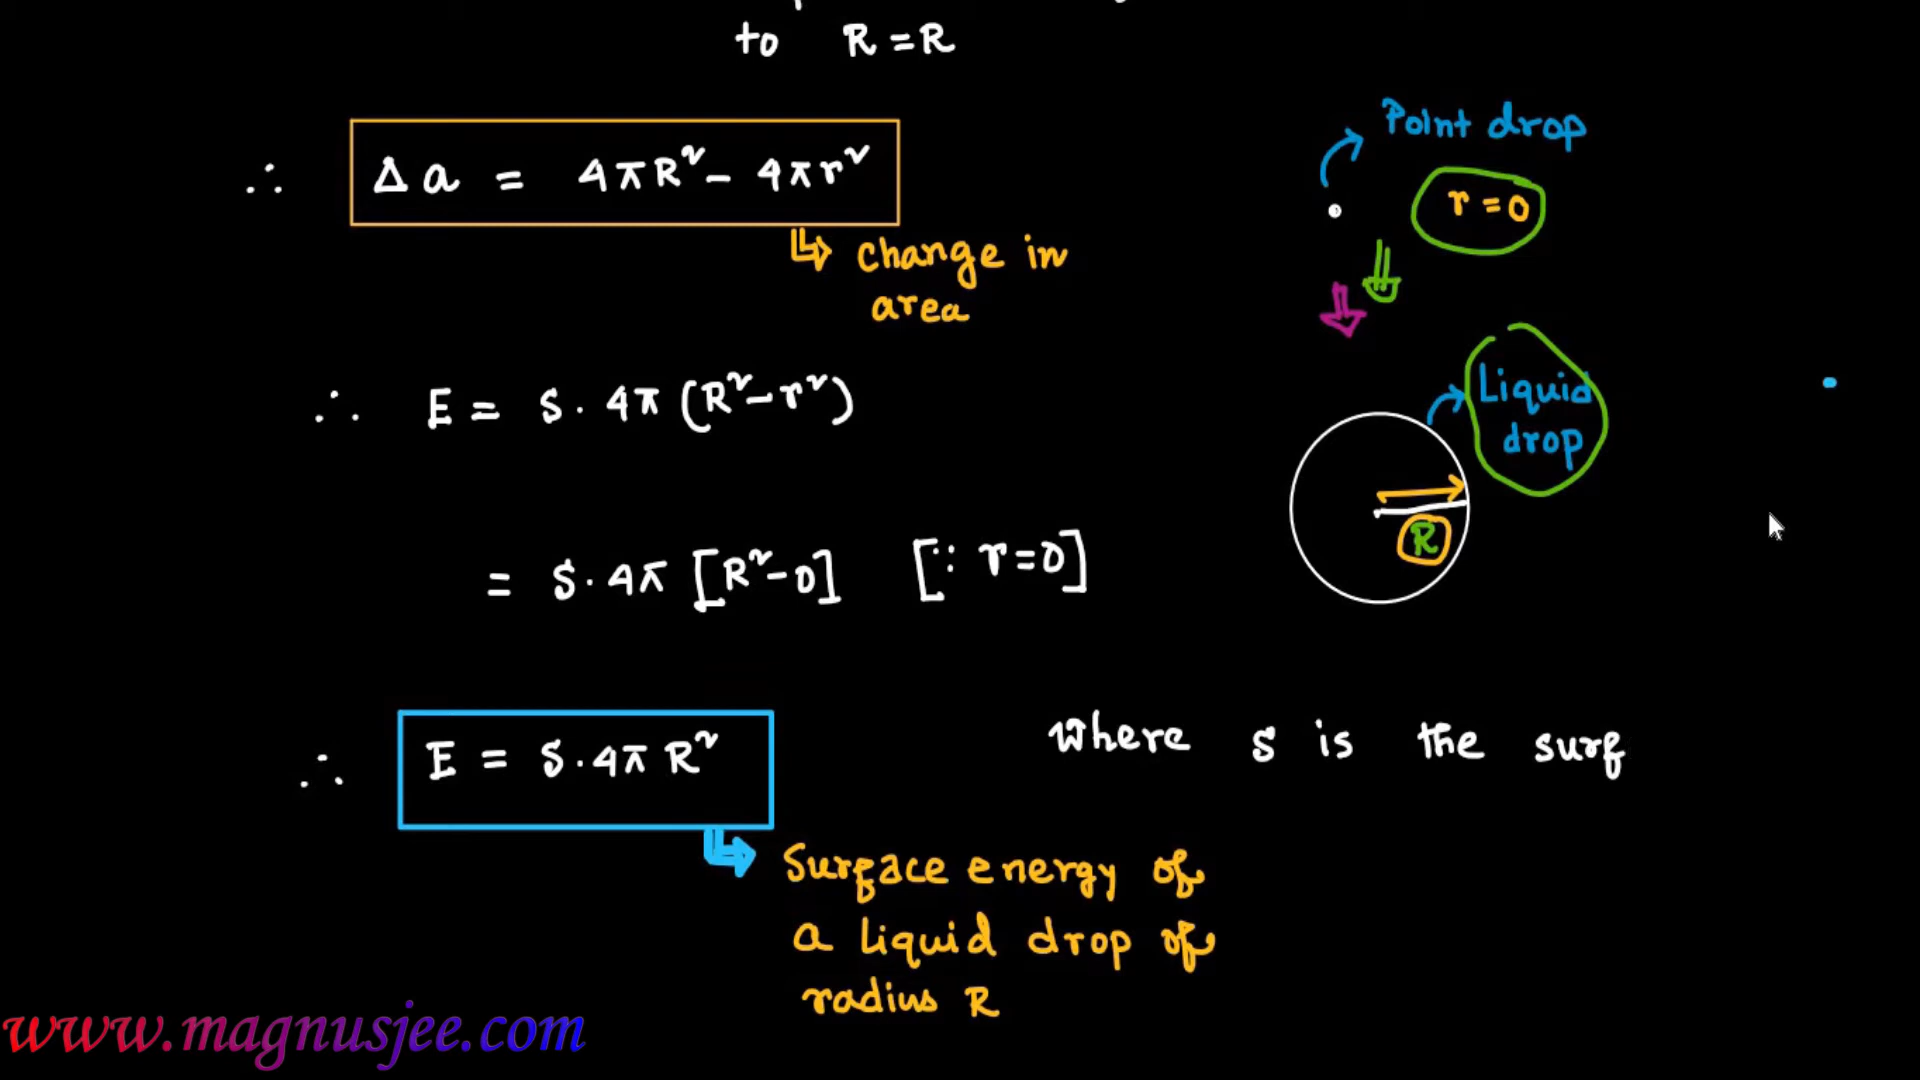 to R = R
∴ Δa = 4πR² - 4πr²
Change in
area
Point drop
r = 0
∴ E = S · 4π (R² - r²)
Liquid
drop
R
= S · 4π [R² - 0] [∵ r = 0]
∴ E = S · 4π R²
Where S is the surf
Surface energy of
a liquid drop of
radius R
www.magnusjee.com